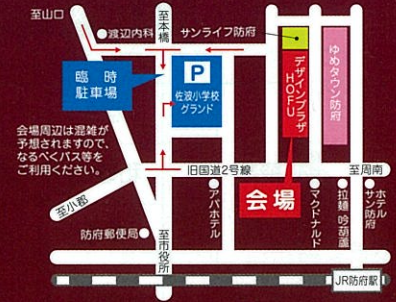 至山口
至本橋
渡辺内科
サンライフ防府
臨時
駐車場
P
佐波小学校
グランド
デザインプラザ
HOFU
ゆめタウン防府
会場周辺は混雑が
予想されますので、
なるべくバス等を
ご利用ください。
旧国道2号線
至周南
会場
至小郡
アパホテル
マクドナルド
拉麺 吟葫蘆
ホテル
サン防府
防府郵便局
至市役所
JR防府駅